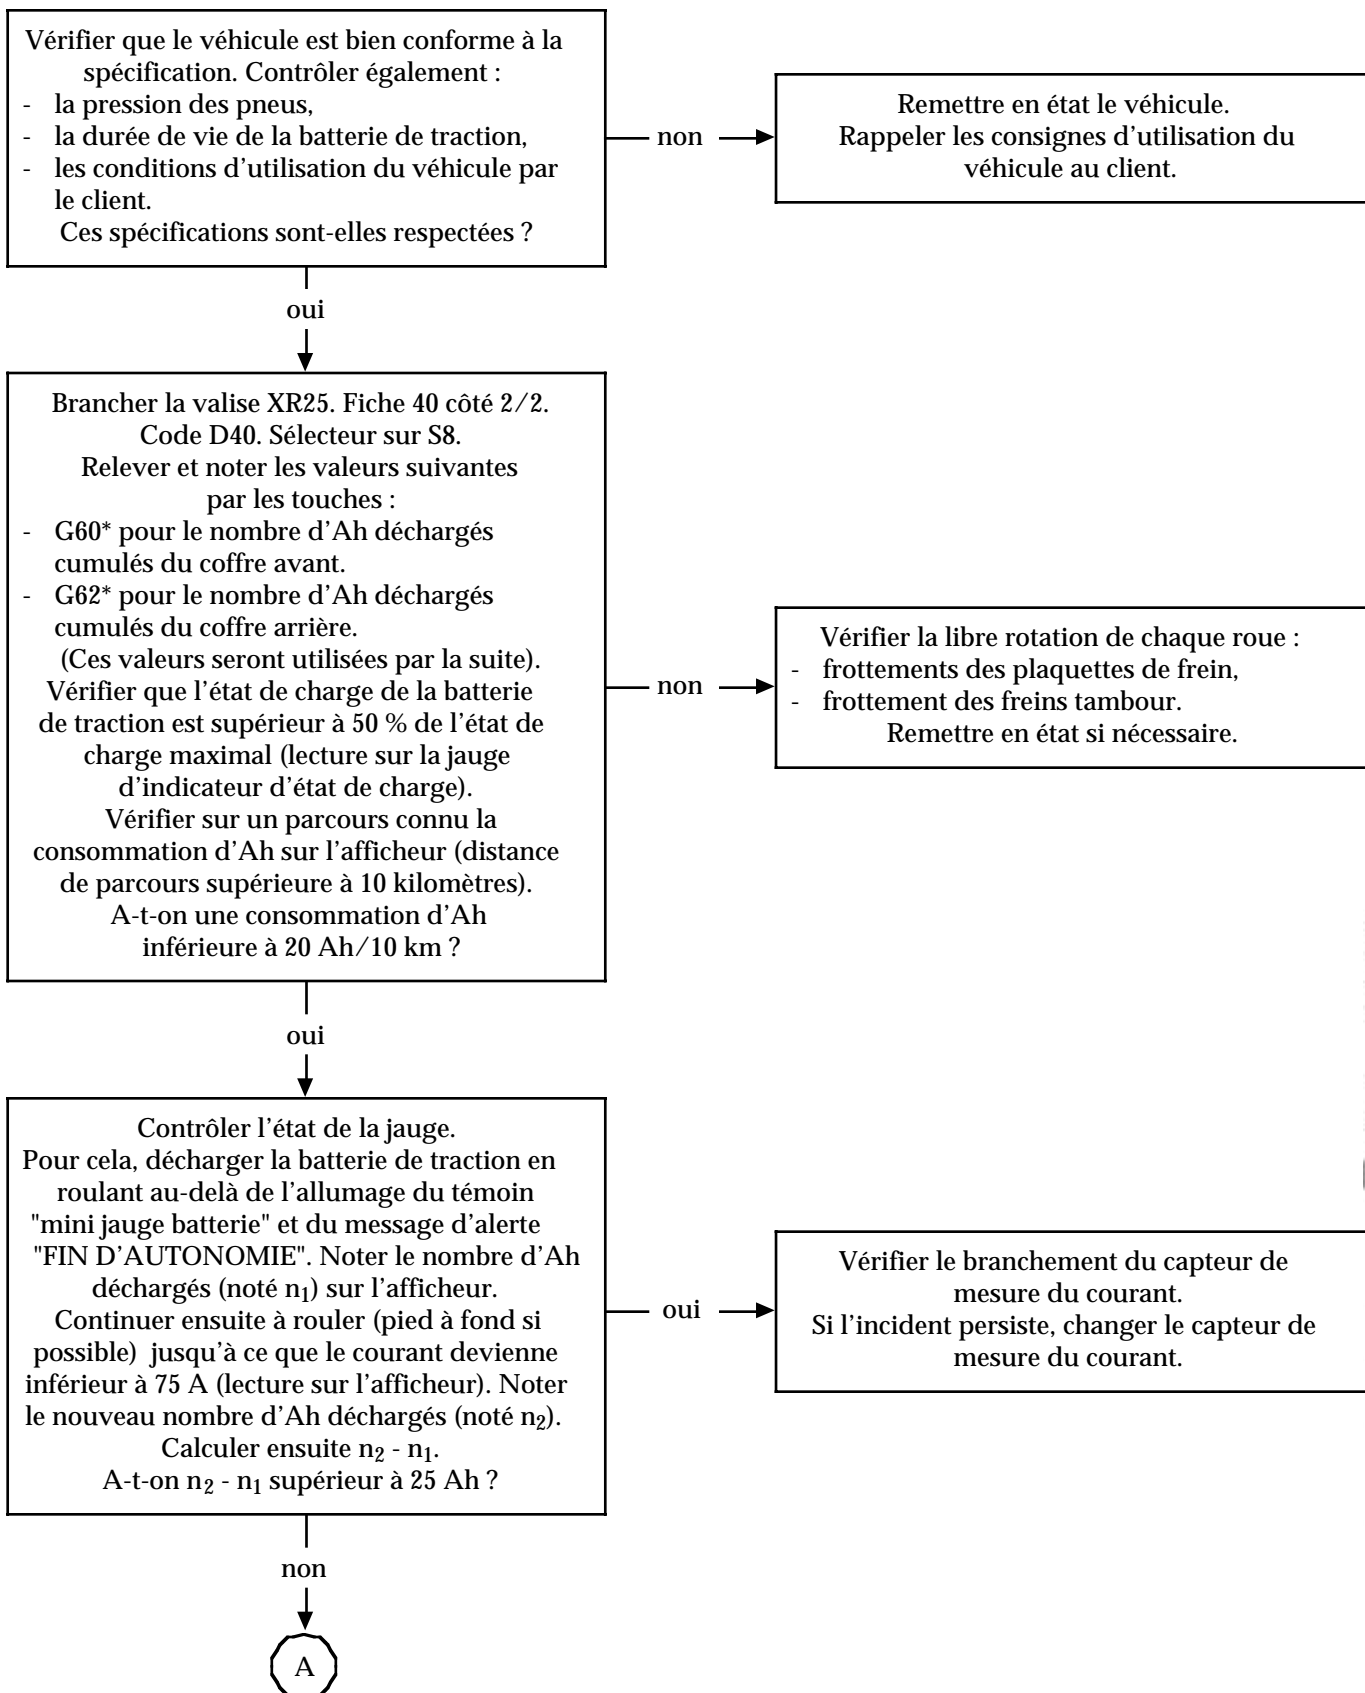 Vérifier que le véhicule est bien conforme à la
spécification. Contrôler également :
- la pression des pneus,
- la durée de vie de la batterie de traction,
- les conditions d'utilisation du véhicule par
le client.
Ces spécifications sont-elles respectées ?
non
Remettre en état le véhicule.
Rappeler les consignes d'utilisation du
véhicule au client.
oui
Brancher la valise XR25. Fiche 40 côté 2/2.
Code D40. Sélecteur sur S8.
Relever et noter les valeurs suivantes
par les touches :
- G60* pour le nombre d'Ah déchargés
cumulés du coffre avant.
- G62* pour le nombre d'Ah déchargés
cumulés du coffre arrière.
(Ces valeurs seront utilisées par la suite).
Vérifier que l'état de charge de la batterie
de traction est supérieur à 50 % de l'état de
charge maximal (lecture sur la jauge
d'indicateur d'état de charge).
Vérifier sur un parcours connu la
consommation d'Ah sur l'afficheur (distance
de parcours supérieure à 10 kilomètres).
A-t-on une consommation d'Ah
inférieure à 20 Ah/10 km ?
non
Vérifier la libre rotation de chaque roue :
- frottements des plaquettes de frein,
- frottement des freins tambour.
Remettre en état si nécessaire.
oui
Contrôler l'état de la jauge.
Pour cela, décharger la batterie de traction en
roulant au-delà de l'allumage du témoin
"mini jauge batterie" et du message d'alerte
"FIN D'AUTONOMIE". Noter le nombre d'Ah
déchargés (noté n1) sur l'afficheur.
Continuer ensuite à rouler (pied à fond si
possible) jusqu'à ce que le courant devienne
inférieur à 75 A (lecture sur l'afficheur). Noter
le nouveau nombre d'Ah déchargés (noté n2).
Calculer ensuite n2 - n1.
A-t-on n2 - n1 supérieur à 25 Ah ?
oui
Vérifier le branchement du capteur de
mesure du courant.
Si l'incident persiste, changer le capteur de
mesure du courant.
non
A